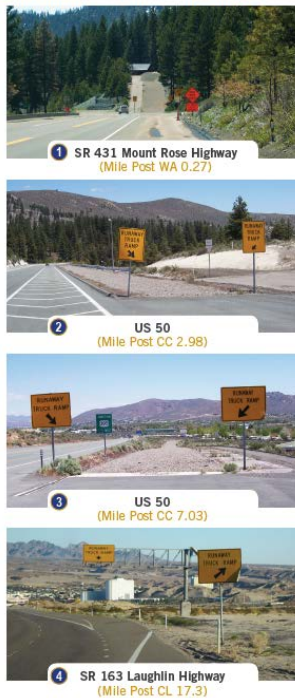 1 SR 431 Mount Rose Highway
(Mile Post WA 0.27)
RUNAWAY
TRUCK
RAMP
RUNAWAY
TRUCK
RAMP
2 US 50
(Mile Post CC 2.98)
RUNAWAY
TRUCK RAMP
RUNAWAY
TRUCK RAMP
3 US 50
(Mile Post CC 7.03)
RUNAWAY
TRUCK RAMP
RUNAWAY
TRUCK RAMP
4 SR 163 Laughlin Highway
(Mile Post CL 17.3)